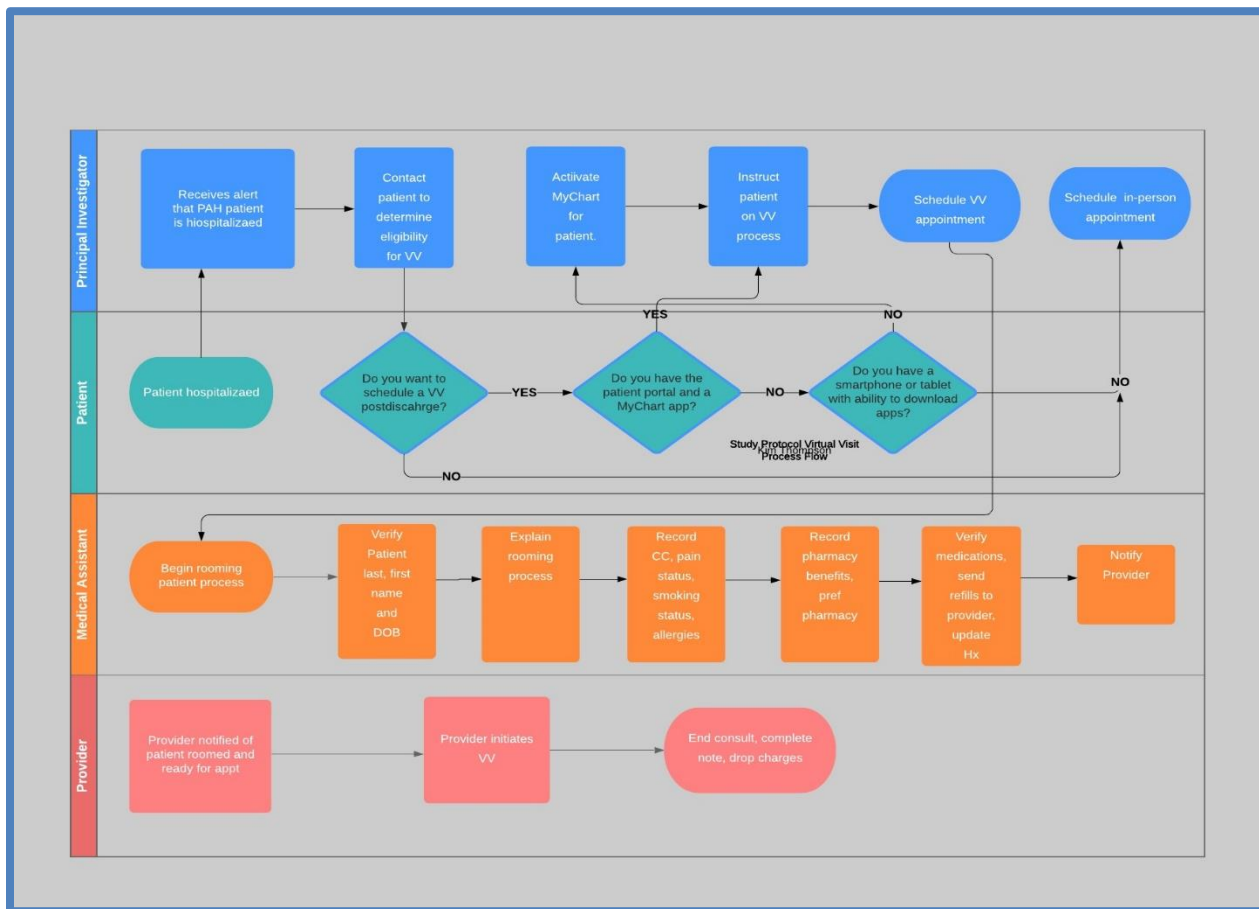 Principal Investigator
Receives alert
that PAH patient
is hiospitalizaed
Contact
patient to
determine
eligibility
for VV
Actiivate
MyChart
for
patient.
Instruct
patient
on VV
process
Schedule VV
appointment
Schedule in-person
appointment
Patient
Patient hospitalizaed
Do you want to
schedule a VV
postdiscahrge?
YES
NO
Do you have the
patient portal and a
MyChart app?
YES
NO
Do you have a
smartphone or tablet
with ability to download
apps?
NO
NO
Study Protocol Virtual Visit
Kim Thompson
Process Flow
Medical Assistant
Begin rooming
patient process
Verify
Patient
last, first
name
and
DOB
Explain
rooming
process
Record
CC, pain
status,
smoking
status,
allergies
Record
pharmacy
benefits,
pref
pharmacy
Verify
medications,
send
refills to
provider,
update
Hx
Notify
Provider
Provider
Provider notified of
patient roomed and
ready for appt
Provider initiates
VV
End consult, complete
note, drop charges